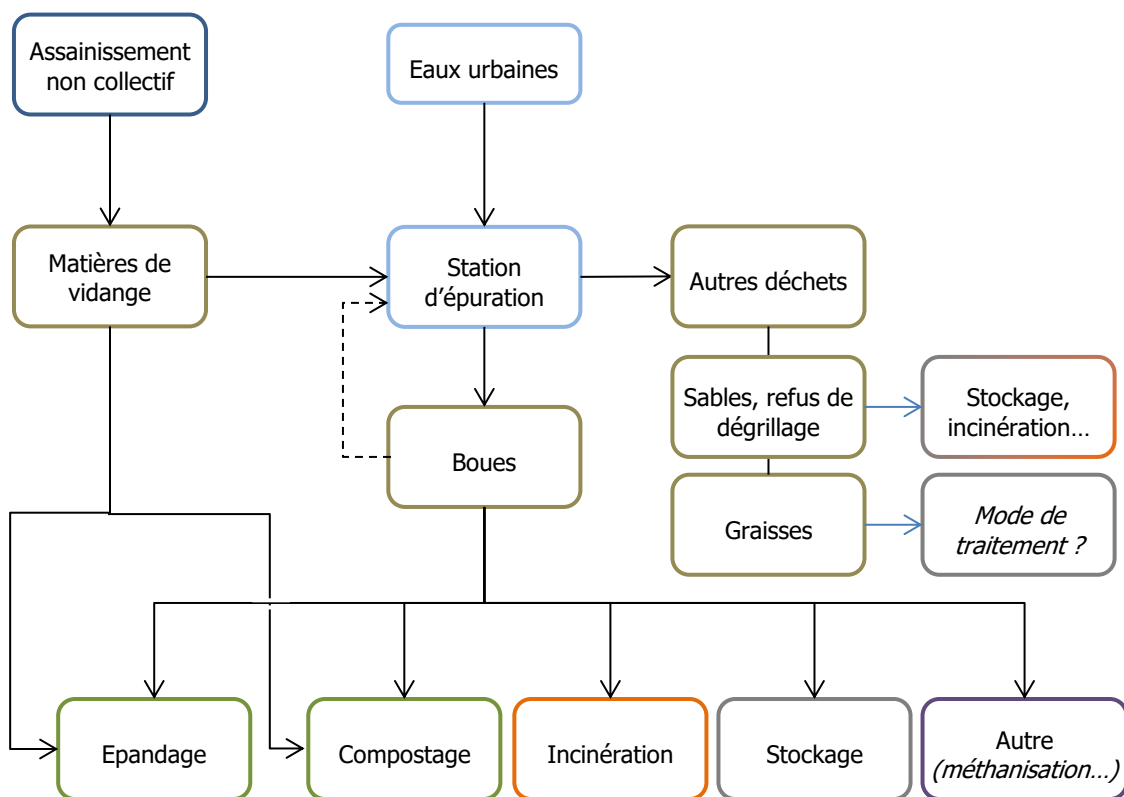 Assainissement
non collectif
Eaux urbaines
Matières de
vidange
Station
d'épuration
Autres déchets
Sables, refus de
dégrillage
Stockage,
incinération…
Boues
Graisses
Mode de
traitement ?
Epandage
Compostage
Incinération
Stockage
Autre
(méthanisation…)